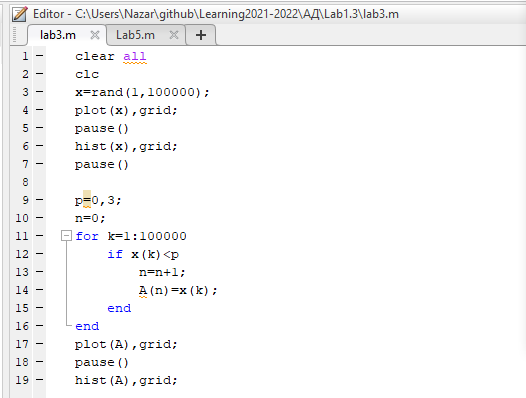 Editor - C:\Users\Nazar\github\Learning2021-2022\АД\Lab1.3\lab3.m
lab3.m Lab5.m
1 clear all
2 clc
3 x=rand(1,100000);
4 plot(x),grid;
5 pause()
6 hist(x),grid;
7 pause()
8
9 p=0,3;
10 n=0;
11 for k=1:100000
12 if x(k)<p
13 n=n+1;
14 A(n)=x(k);
15 end
16 end
17 plot(A),grid;
18 pause()
19 hist(A),grid;